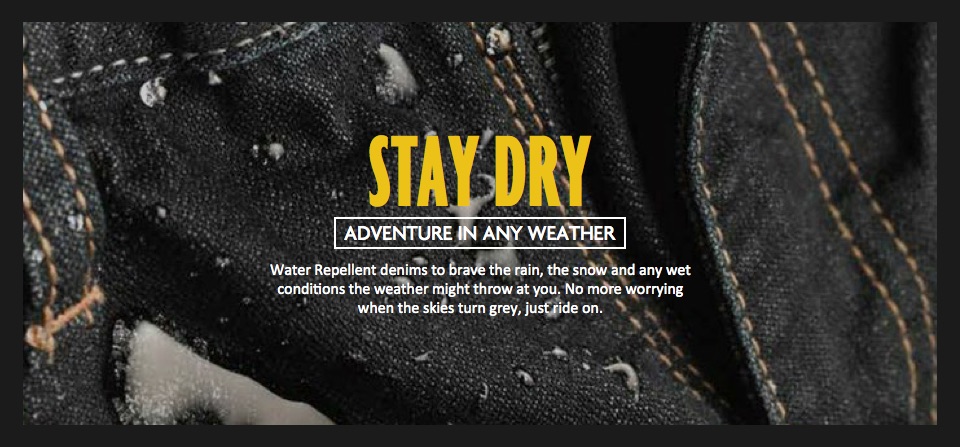 STAY DRY
ADVENTURE IN ANY WEATHER
Water Repellent denims to brave the rain, the snow and any wet
conditions the weather might throw at you. No more worrying
when the skies turn grey, just ride on.